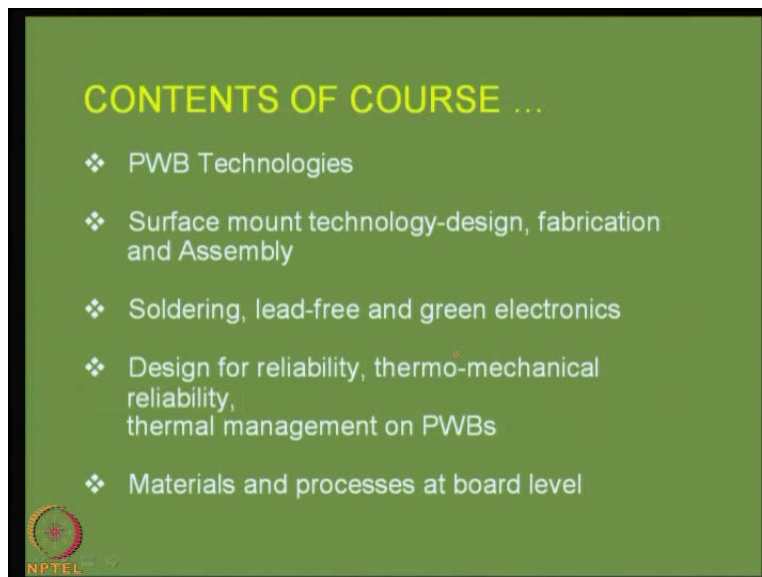 CONTENTS OF COURSE ...
❖ PWB Technologies
❖ Surface mount technology-design, fabrication
and Assembly
❖ Soldering, lead-free and green electronics
❖ Design for reliability, thermo-mechanical
reliability,
thermal management on PWBs
❖ Materials and processes at board level
NPTEL